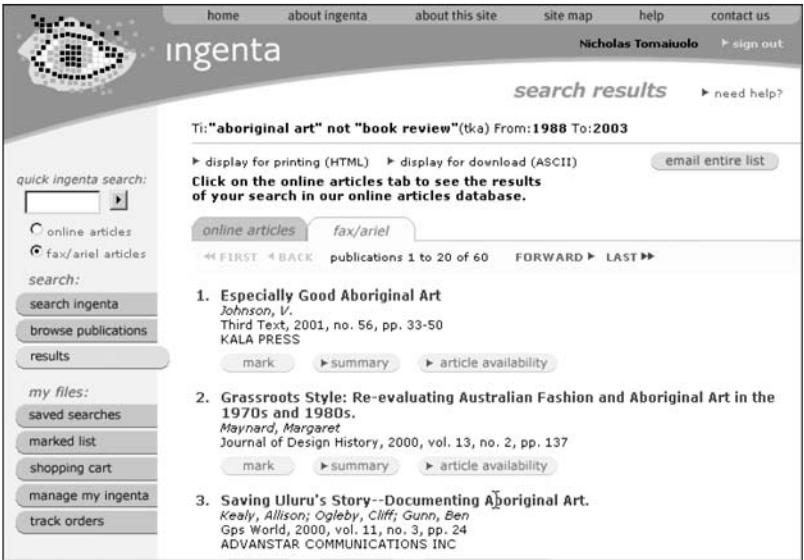 home about ingenta about this site site map help contact us
ingenta
Nicholas Tomaiuolo sign out
search results need help?
Ti:"aboriginal art" not "book review"(tka) From:1988 To:2003
display for printing (HTML) display for download (ASCII) email entire list
Click on the online articles tab to see the results
of your search in our online articles database.
quick ingenta search:
online articles
fax/ariel articles
search:
search ingenta
browse publications
results
my files:
saved searches
marked list
shopping cart
manage my ingenta
track orders
online articles fax/ariel
FIRST BACK publications 1 to 20 of 60 FORWARD LAST
1. Especially Good Aboriginal Art
Johnson, V.
Third Text, 2001, no. 56, pp. 33-50
KALA PRESS
mark summary article availability
2. Grassroots Style: Re-evaluating Australian Fashion and Aboriginal Art in the
1970s and 1980s.
Maynard, Margaret
Journal of Design History, 2000, vol. 13, no. 2, pp. 137
mark summary article availability
3. Saving Uluru's Story--Documenting Aboriginal Art.
Kealy, Allison; Ogleby, Cliff; Gunn, Ben
Gps World, 2000, vol. 11, no. 3, pp. 24
ADVANSTAR COMMUNICATIONS INC